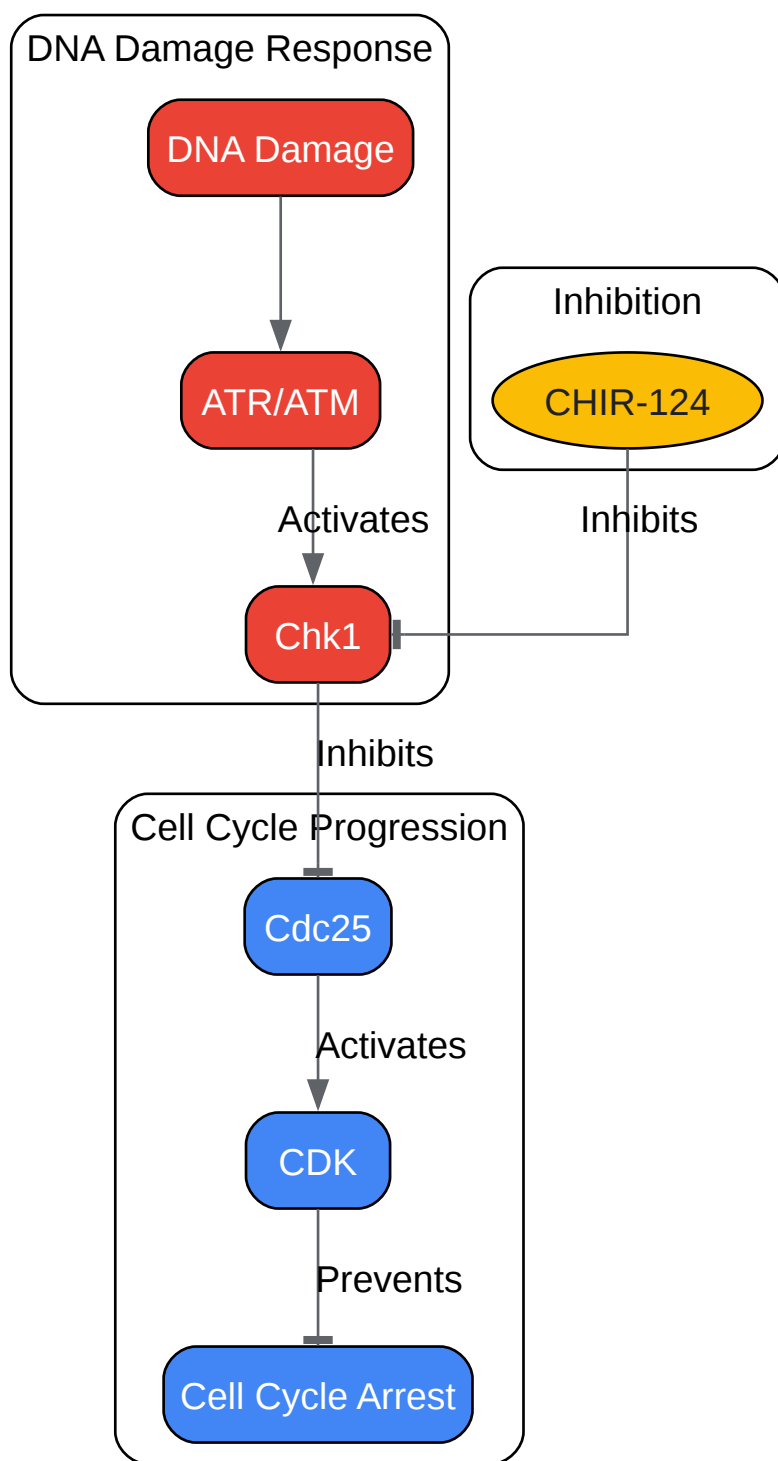 DNA Damage Response
DNA Damage
Inhibition
ATR/ATM
CHIR-124
Activates
Inhibits
Chk1
Inhibits
Cell Cycle Progression
Cdc25
Activates
CDK
Prevents
Cell Cycle Arrest